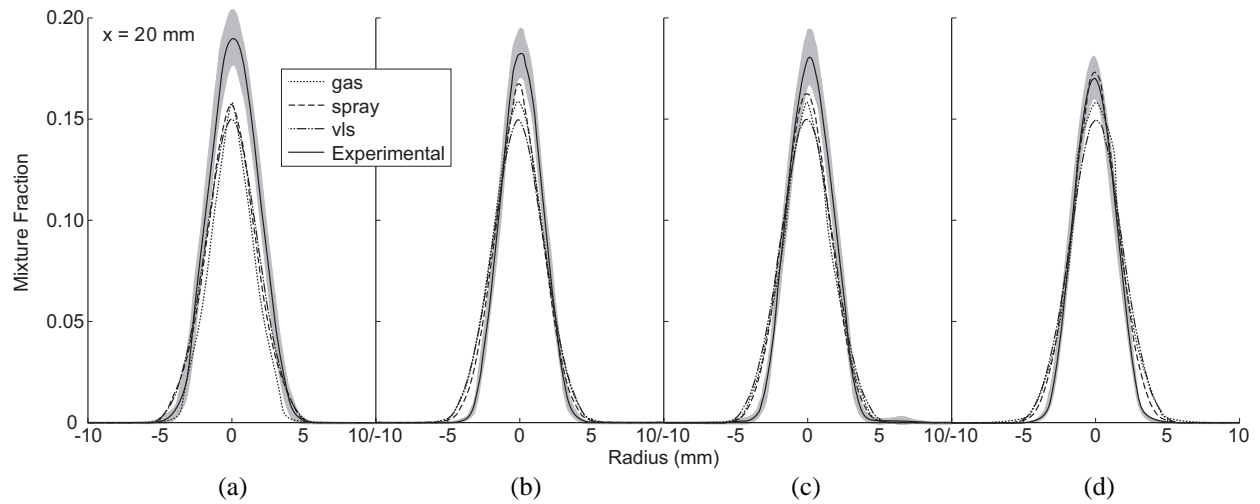 0.20
x = 20 mm
gas
spray
vls
Experimental
0.15
0.10
0.05
0
Mixture Fraction
-10 -5 0 5 10/-10 -5 0 5 10/-10 -5 0 5 10/-10 -5 0 5 10
Radius (mm)
(a) (b) (c) (d)